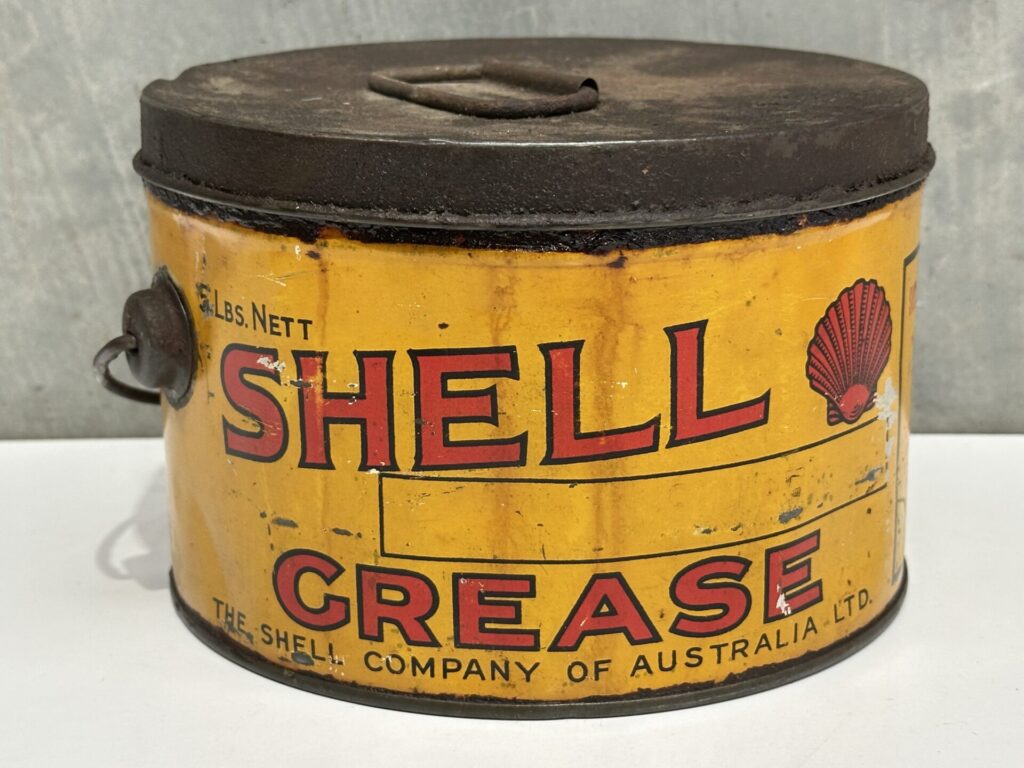 5 LBS. NETT
SHELL
GREASE
THE SHELL COMPANY OF AUSTRALIA LTD.